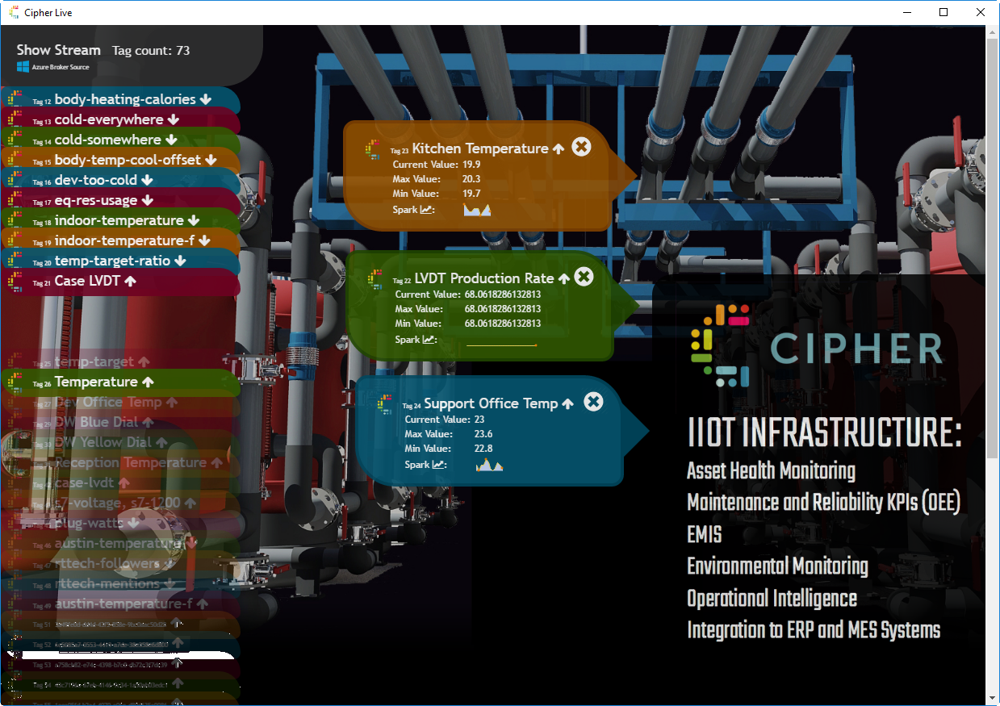 Cipher Live
Show Stream Tag count: 73
Azure Broker Source
Tag 12 body-heating-calories
Tag 13 cold-everywhere
Tag 14 cold-somewhere
Tag 15 body-temp-cool-offset
Tag 16 dev-too-cold
Tag 17 eq-res-usage
Tag 18 indoor-temperature
Tag 19 indoor-temperature-f
Tag 20 temp-target-ratio
Tag 21 Case LVDT
Tag 25 temp-target
Tag 26 Temperature
Tag 27 Dev Office Temp
Tag 29 DW Blue Dial
Tag 30 DW Yellow Dial
Reception Temperature
case-lvdt
s7-voltage, s7-1200
plug-watts
Tag 46 austin-temperature
Tag 47 rttech-followers
Tag 48 rttech-mentions
Tag 49 austin-temperature-f
Tag 51
Tag 52
Tag 53
Tag 54
Tag 23 Kitchen Temperature
Current Value: 19.9
Max Value: 20.3
Min Value: 19.7
Spark :
Tag 22 LVDT Production Rate
Current Value: 68.0618286132813
Max Value: 68.0618286132813
Min Value: 68.0618286132813
Spark :
Tag 24 Support Office Temp
Current Value: 23
Max Value: 23.6
Min Value: 22.8
Spark :
CIPHER
IIOT INFRASTRUCTURE:
Asset Health Monitoring
Maintenance and Reliability KPIs (OEE)
EMIS
Environmental Monitoring
Operational Intelligence
Integration to ERP and MES Systems